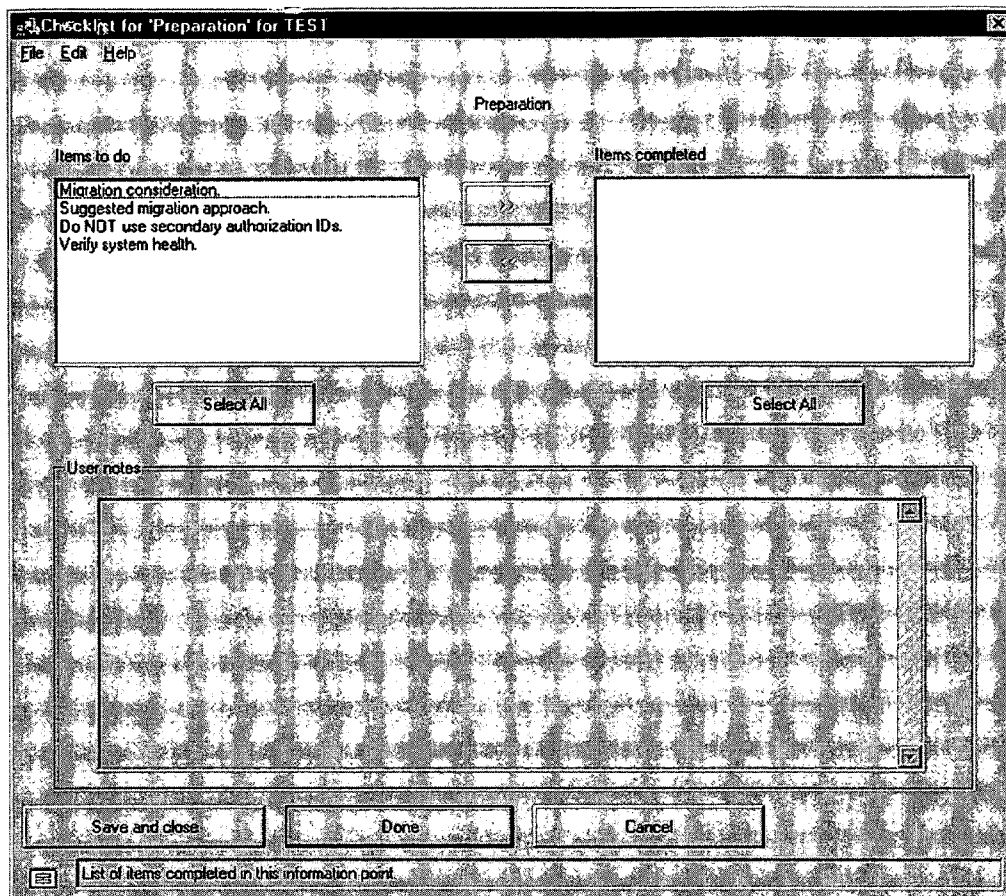 Checklist for 'Preparation' for TEST
File Edit Help
Preparation
Items to do
Items completed
Migration consideration.
Suggested migration approach.
Do NOT use secondary authorization IDs.
Verify system health.
>>
<<
Select All
Select All
User notes
Save and close
Done
Cancel
List of items completed in this information point.